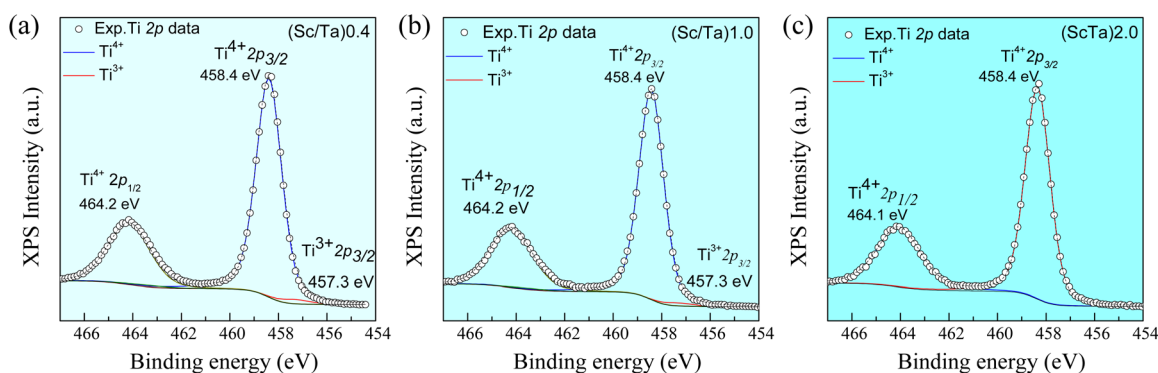 (a)
Exp.Ti 2p data
(Sc/Ta)0.4
Ti4+
Ti3+
Ti4+2p3/2
458.4 eV
Ti4+ 2p1/2
464.2 eV
Ti3+2p3/2
457.3 eV
XPS Intensity (a.u.)
466 464 462 460 458 456 454
Binding energy (eV)
(b)
Exp.Ti 2p data
(Sc/Ta)1.0
Ti4+
Ti3+
Ti4+2p3/2
458.4 eV
Ti4+2p1/2
464.2 eV
Ti3+2p3/2
457.3 eV
XPS Intensity (a.u.)
466 464 462 460 458 456 454
Binding energy (eV)
(c)
Exp.Ti 2p data
(ScTa)2.0
Ti4+
Ti3+
Ti4+2p3/2
458.4 eV
Ti4+2p1/2
464.1 eV
XPS Intensity (a.u.)
466 464 462 460 458 456 454
Binding energy (eV)